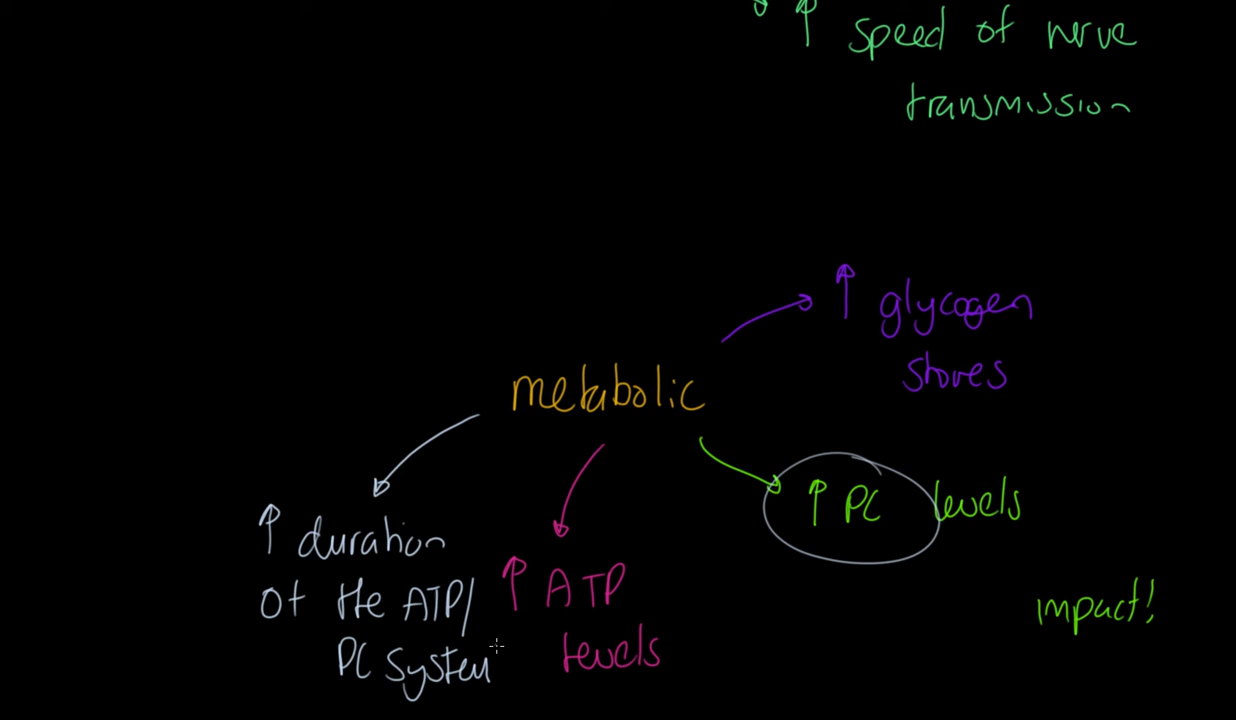 ↑ speed of nerve
transmission
↑ glycogen
stores
metabolic
↑ PC levels
↑ duration
of the ATP/
PC system
↑ ATP
levels
impact!